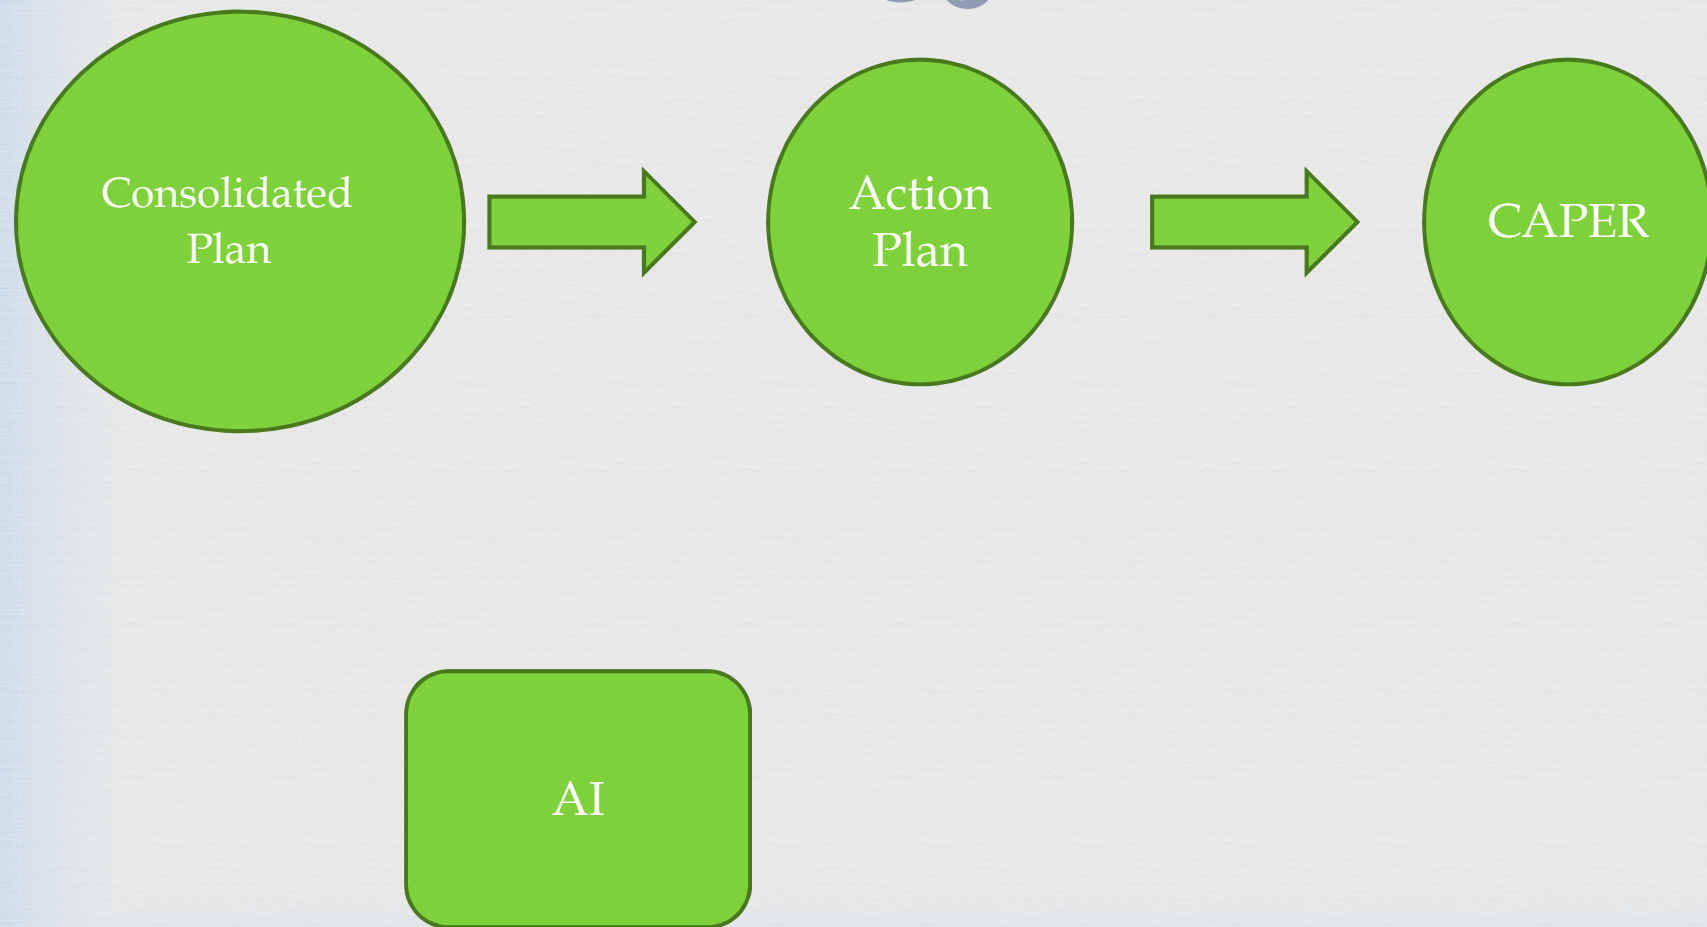 Consolidated
Plan
Action
Plan
CAPER
AI